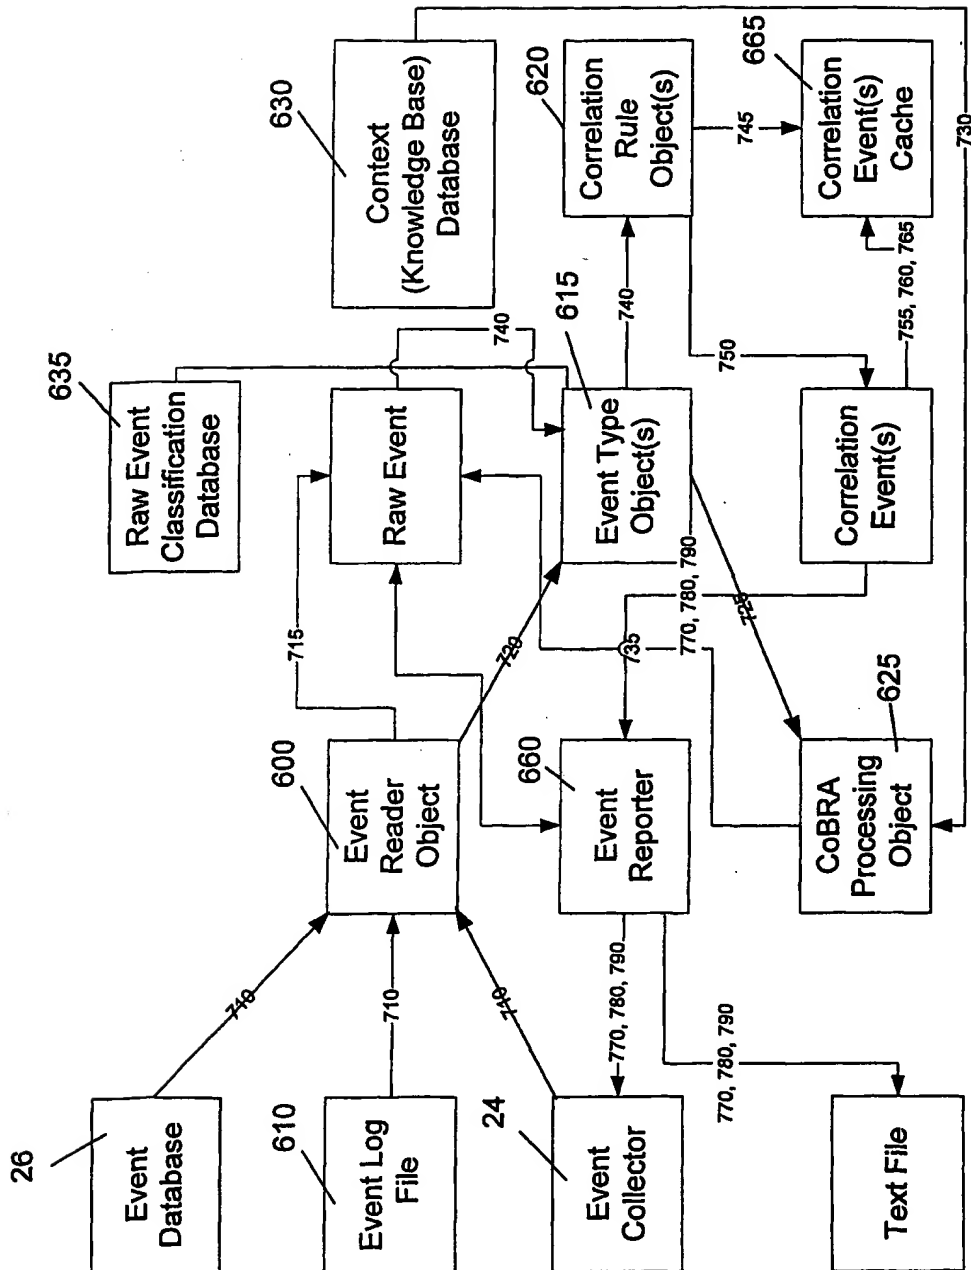 26
Event
Database
635
Raw Event
Classification
Database
710
715
610
Event Log
File
710
600
Event
Reader
Object
Raw Event
630
Context
(Knowledge Base)
Database
740
24
Event
Collector
710
720
770, 780, 790
660
Event
Reporter
735
615
Event Type
Object(s)
740
620
Correlation
Rule
Object(s)
770, 780, 790
770, 780, 790
725
750
745
Text File
625
CoBRA
Processing
Object
Correlation
Event(s)
755, 760, 765
665
Correlation
Event(s)
Cache
730